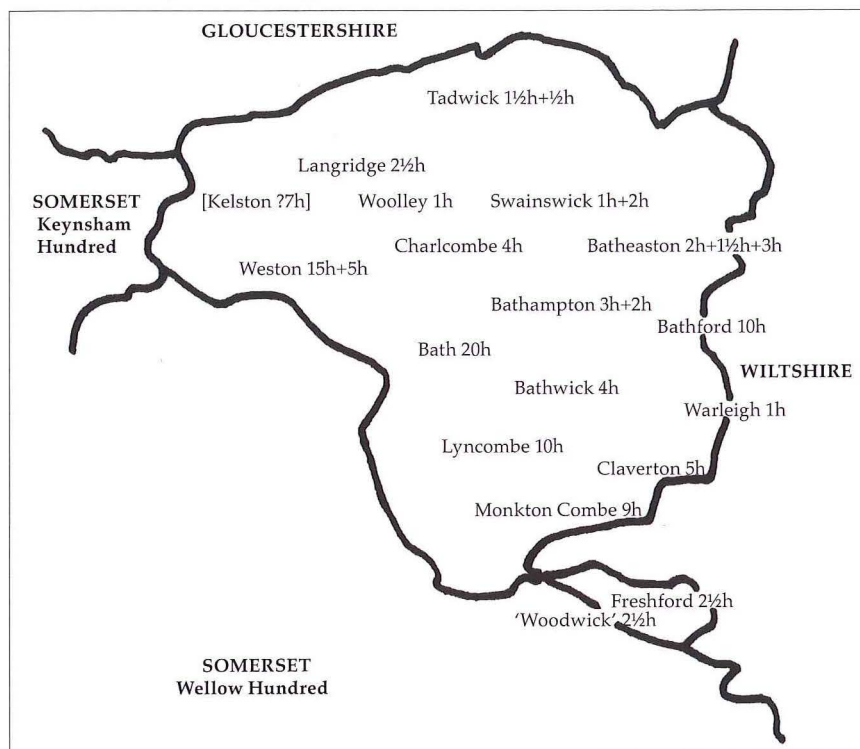 GLOUCESTERSHIRE
Tadwick 1½h+½h
Langridge 2½h
SOMERSET
Keynsham
Hundred
[Kelston ?7h]
Woolley 1h
Swainswick 1h+2h
Charlcombe 4h
Batheaston 2h+1½h+3h
Weston 15h+5h
Bathampton 3h+2h
Bathford 10h
Bath 20h
WILTSHIRE
Bathwick 4h
Warleigh 1h
Lyncombe 10h
Claverton 5h
Monkton Combe 9h
Freshford 2½h
‘Woodwick’ 2½h
SOMERSET
Wellow Hundred